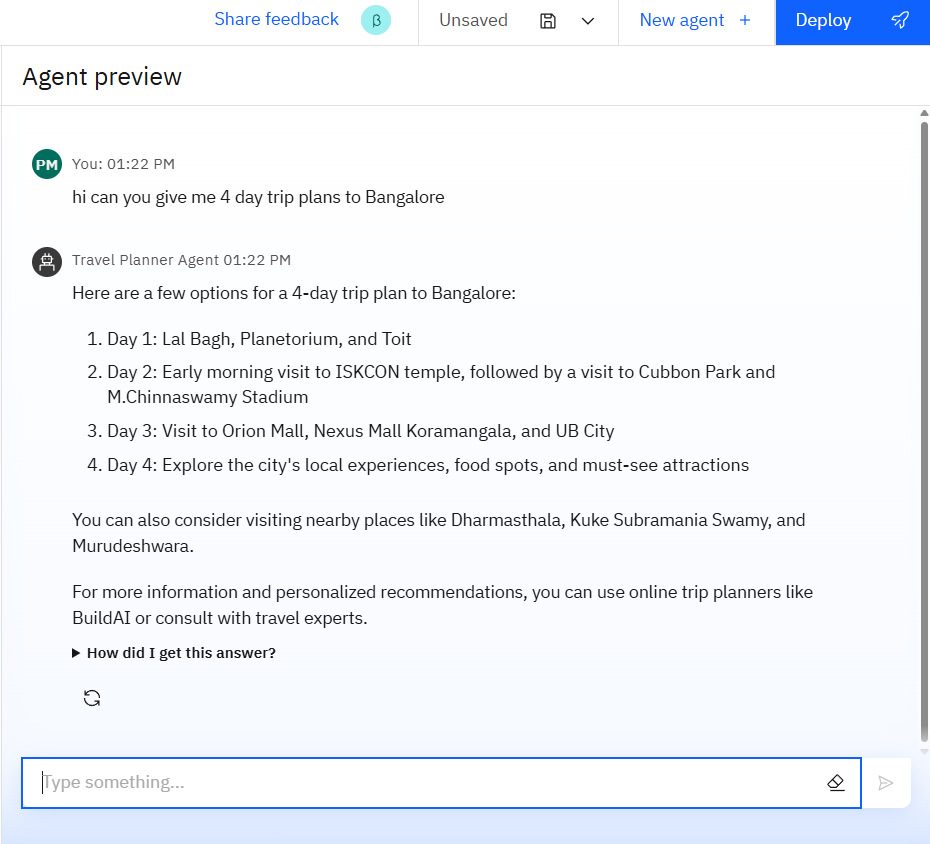 Share feedback β Unsaved New agent + Deploy
Agent preview
PM You: 01:22 PM
hi can you give me 4 day trip plans to Bangalore
Travel Planner Agent 01:22 PM
Here are a few options for a 4-day trip plan to Bangalore:
1. Day 1: Lal Bagh, Planetorium, and Toit
2. Day 2: Early morning visit to ISKCON temple, followed by a visit to Cubbon Park and
M.Chinnaswamy Stadium
3. Day 3: Visit to Orion Mall, Nexus Mall Koramangala, and UB City
4. Day 4: Explore the city's local experiences, food spots, and must-see attractions
You can also consider visiting nearby places like Dharmasthala, Kuke Subramania Swamy, and
Murudeshwara.
For more information and personalized recommendations, you can use online trip planners like
BuildAI or consult with travel experts.
How did I get this answer?
Type something...